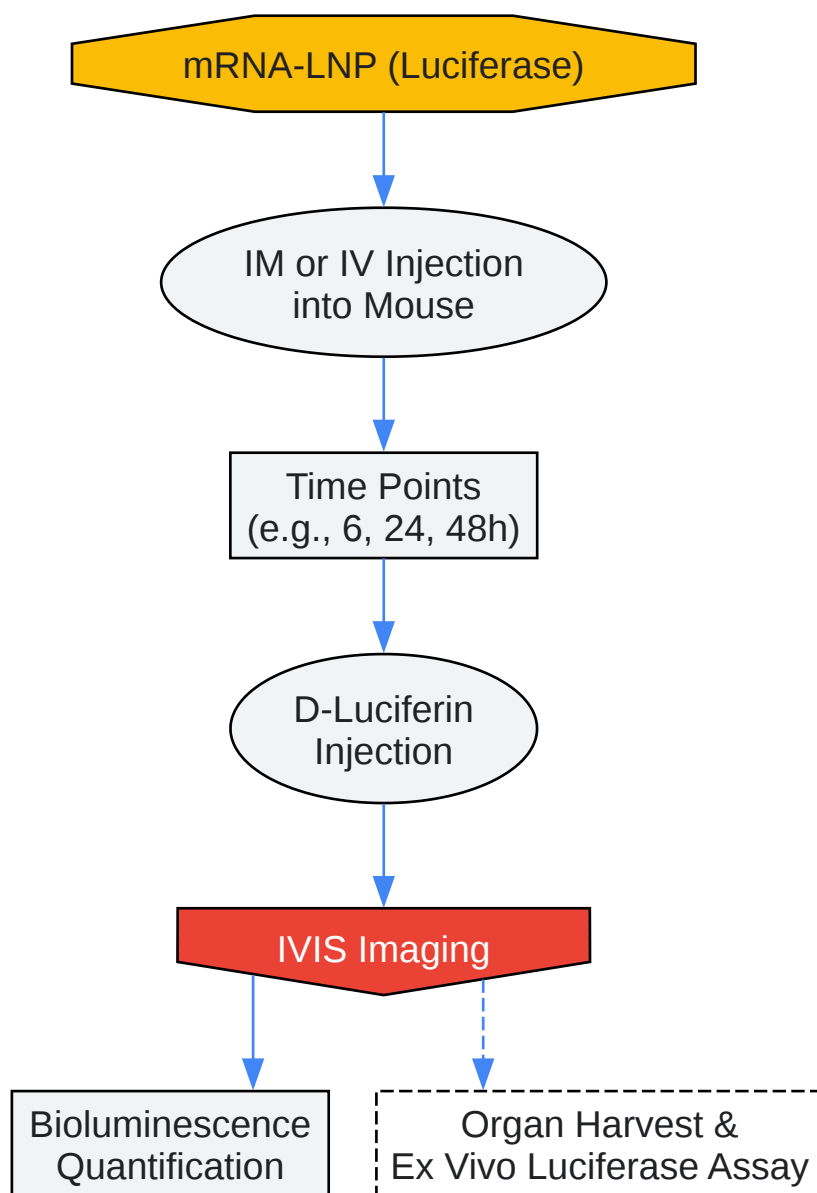 mRNA-LNP (Luciferase)
IM or IV Injection
into Mouse
Time Points
(e.g., 6, 24, 48h)
D-Luciferin
Injection
IVIS Imaging
Bioluminescence
Quantification
Organ Harvest &
Ex Vivo Luciferase Assay